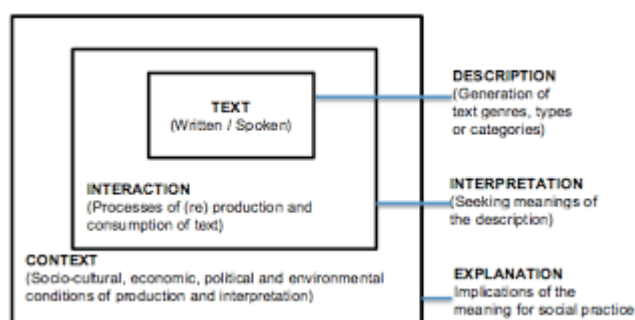 TEXT
(Written / Spoken)
INTERACTION
(Processes of (re) production and
consumption of text)
CONTEXT
(Socio-cultural, economic, political and environmental
conditions of production and interpretation)
DESCRIPTION
(Generation of
text genres, types
or categories)
INTERPRETATION
(Seeking meanings of
the description)
EXPLANATION
Implications of the
meaning for social practice